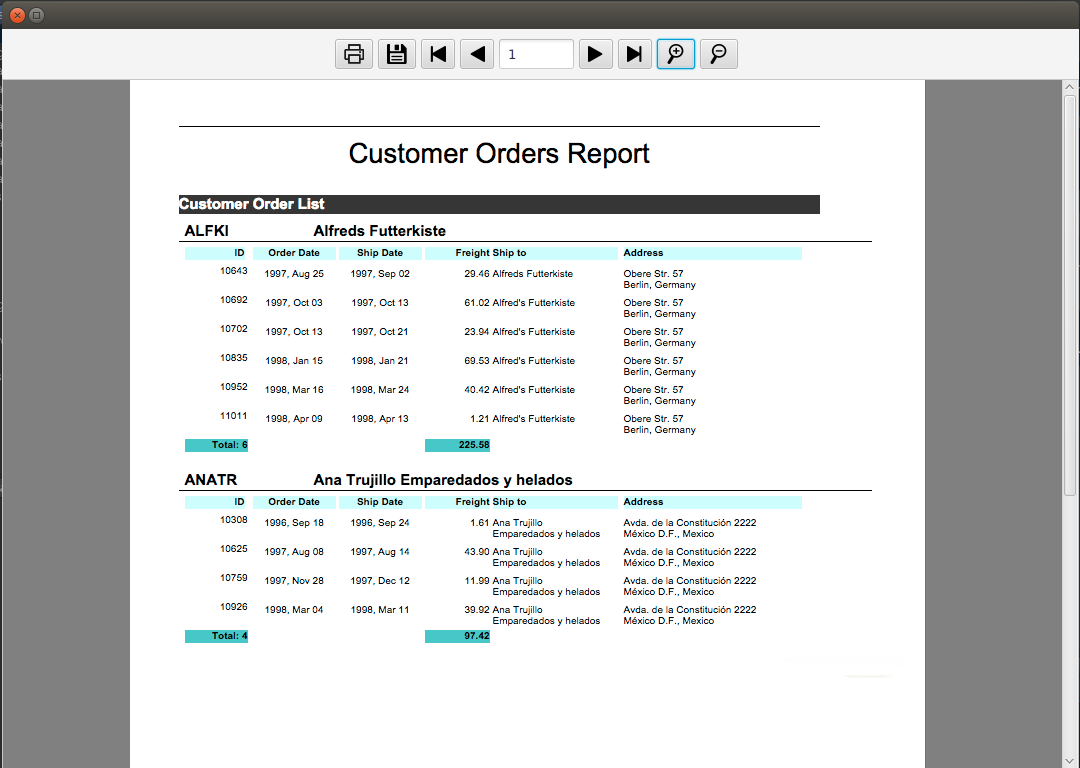 1
Customer Orders Report
Customer Order List
ALFKI Alfreds Futterkiste
ID Order Date Ship Date Freight Ship to Address
10643 1997, Aug 25 1997, Sep 02 29.46 Alfreds Futterkiste Obere Str. 57
Berlin, Germany
10692 1997, Oct 03 1997, Oct 13 61.02 Alfred's Futterkiste Obere Str. 57
Berlin, Germany
10702 1997, Oct 13 1997, Oct 21 23.94 Alfred's Futterkiste Obere Str. 57
Berlin, Germany
10835 1998, Jan 15 1998, Jan 21 69.53 Alfred's Futterkiste Obere Str. 57
Berlin, Germany
10952 1998, Mar 16 1998, Mar 24 40.42 Alfred's Futterkiste Obere Str. 57
Berlin, Germany
11011 1998, Apr 09 1998, Apr 13 1.21 Alfred's Futterkiste Obere Str. 57
Berlin, Germany
Total: 6 225.58
ANATR Ana Trujillo Emparedados y helados
ID Order Date Ship Date Freight Ship to Address
10308 1996, Sep 18 1996, Sep 24 1.61 Ana Trujillo Avda. de la Constitución 2222
Emparedados y helados México D.F., Mexico
10625 1997, Aug 08 1997, Aug 14 43.90 Ana Trujillo Avda. de la Constitución 2222
Emparedados y helados México D.F., Mexico
10759 1997, Nov 28 1997, Dec 12 11.99 Ana Trujillo Avda. de la Constitución 2222
Emparedados y helados México D.F., Mexico
10926 1998, Mar 04 1998, Mar 11 39.92 Ana Trujillo Avda. de la Constitución 2222
Emparedados y helados México D.F., Mexico
Total: 4 97.42